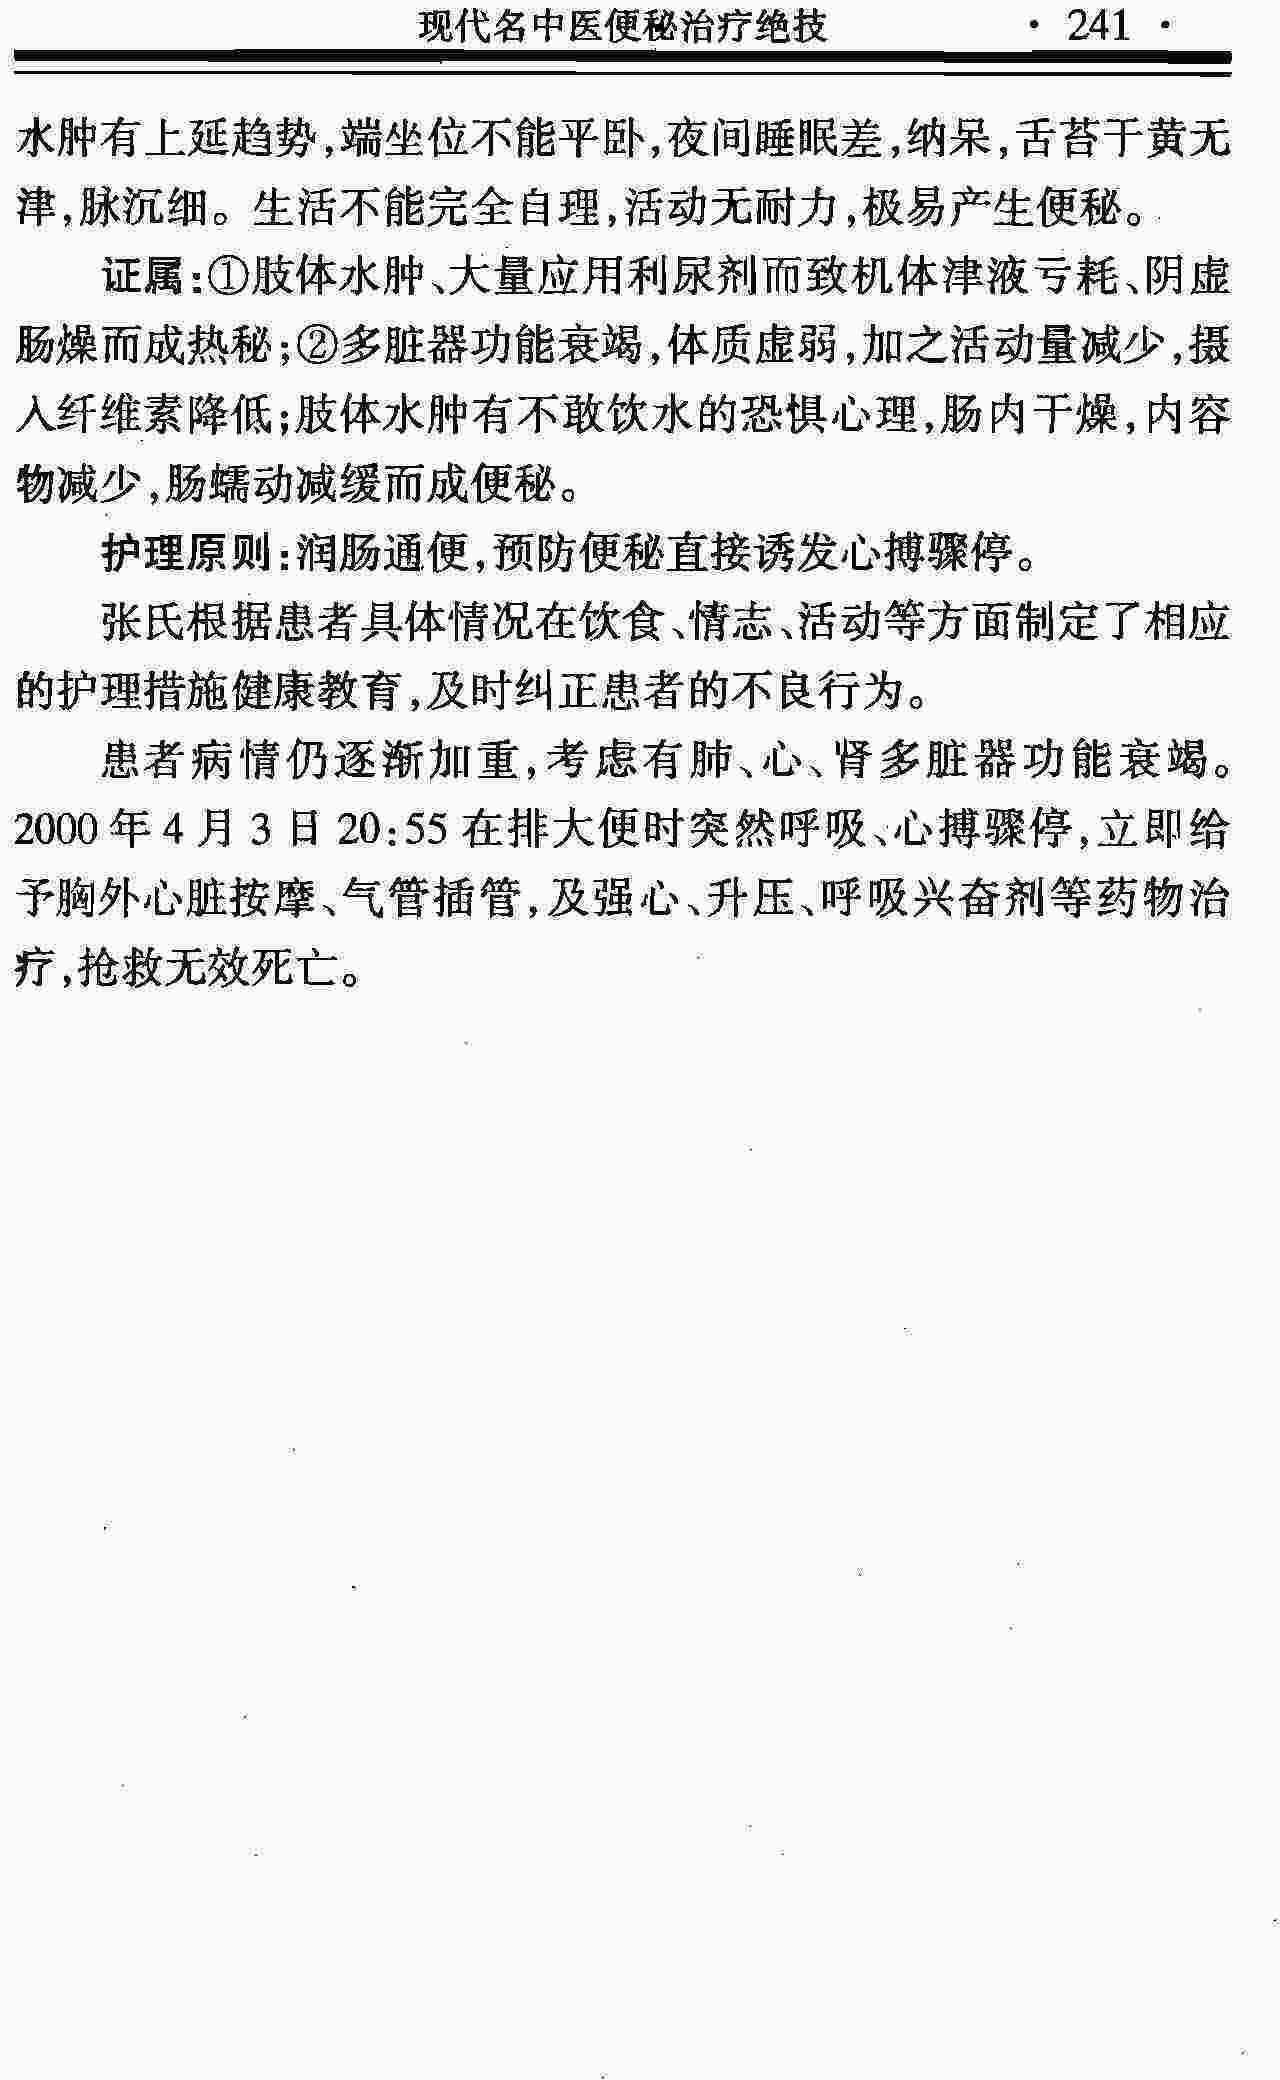 现代名中医便秘治疗绝技 · 241 ·
水肿有上延趋势,端坐位不能平卧,夜间睡眠差,纳呆,舌苔于黄无
津,脉沉细。生活不能完全自理,活动无耐力,极易产生便秘。
证属:①肢体水肿、大量应用利尿剂而致机体津液亏耗、阴虚
肠燥而成热秘;②多脏器功能衰竭,体质虚弱,加之活动量减少,摄
入纤维素降低;肢体水肿有不敢饮水的恐惧心理,肠内干燥,内容
物减少,肠蠕动减缓而成便秘。
护理原则:润肠通便,预防便秘直接诱发心搏骤停。
张氏根据患者具体情况在饮食、情志、活动等方面制定了相应
的护理措施健康教育,及时纠正患者的不良行为。
患者病情仍逐渐加重,考虑有肺、心、肾多脏器功能衰竭。
2000 年 4 月 3 日 20:55 在排大便时突然呼吸、心搏骤停,立即给
予胸外心脏按摩、气管插管,及强心、升压、呼吸兴奋剂等药物治
疗,抢救无效死亡。